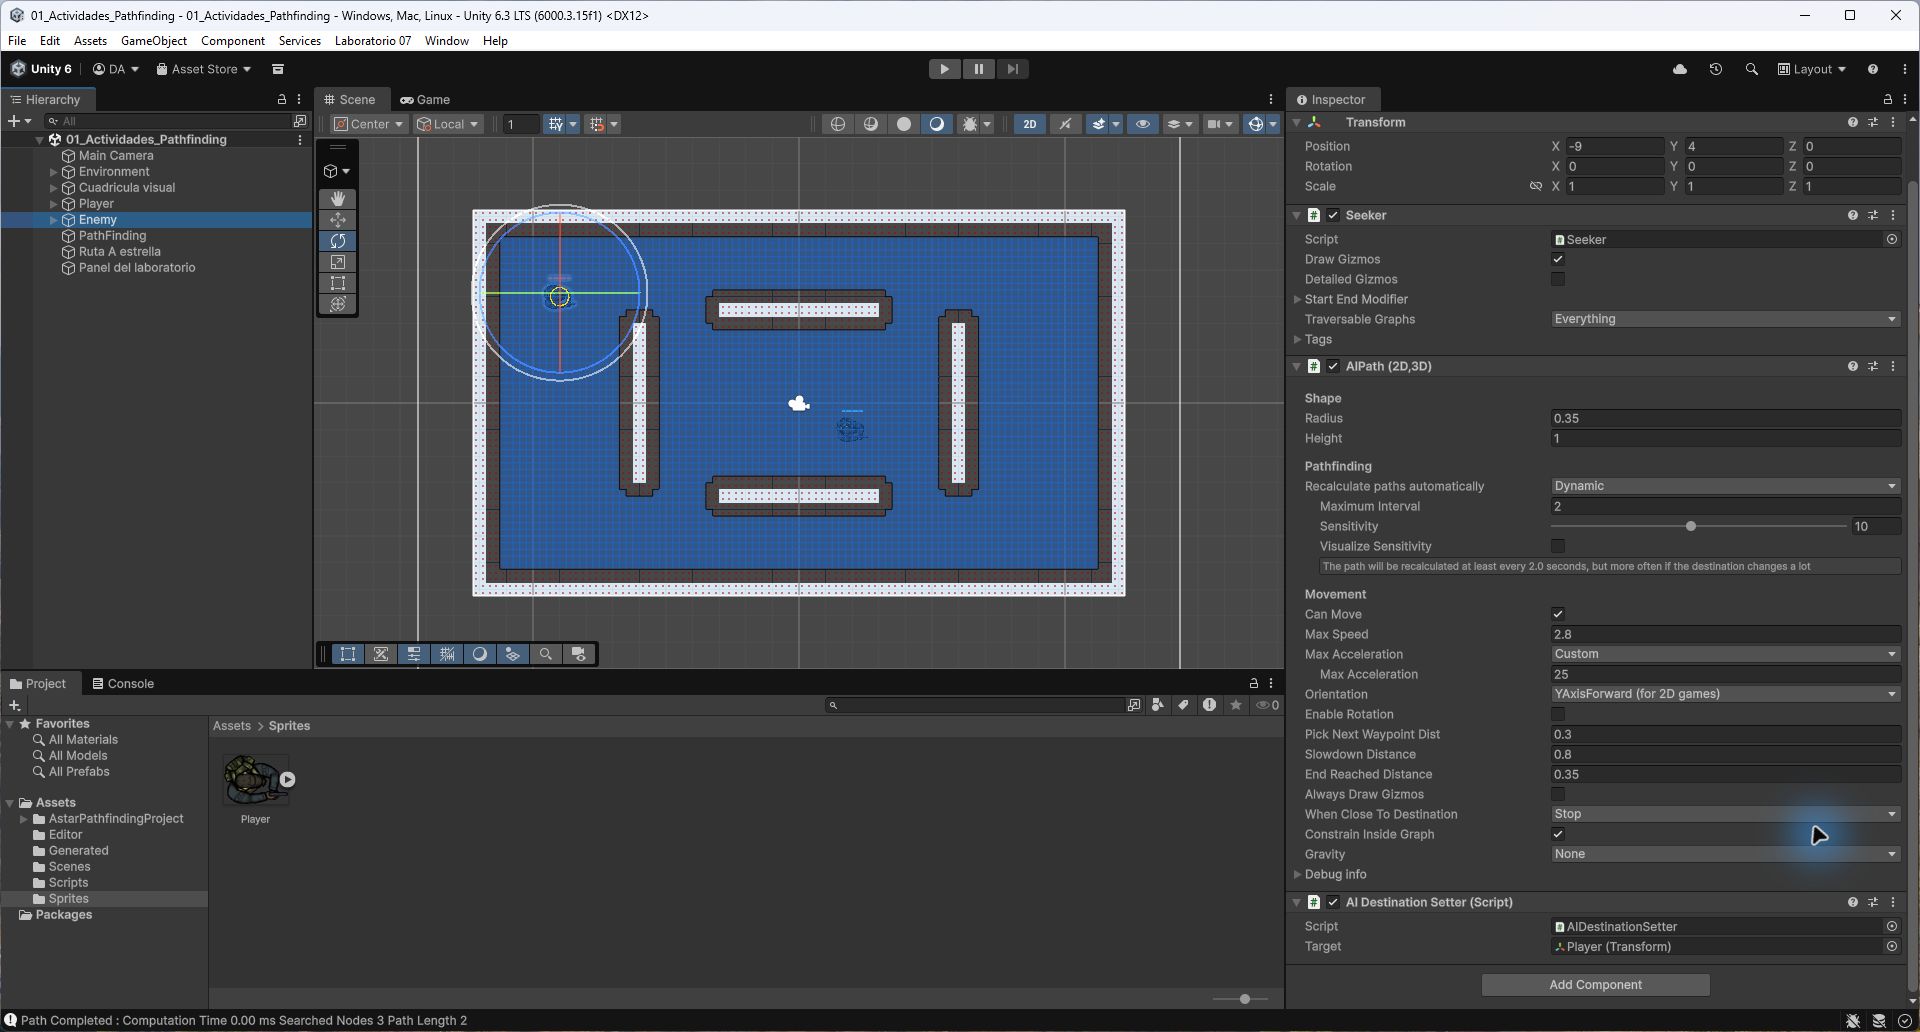 01_Actividades_Pathfinding - 01_Actividades_Pathfinding - Windows, Mac, Linux - Unity 6.3 LTS (6000.3.15f1) <DX12>
File Edit Assets GameObject Component Services Laboratorio 07 Window Help
Unity 6 DA Asset Store Layout
Hierarchy
All
01_Actividades_Pathfinding
Main Camera
Environment
Cuadricula visual
Player
Enemy
PathFinding
Ruta A estrella
Panel del laboratorio
Scene Game
Center Local 1 2D
Inspector
Transform
Position X -9 Y 4 Z 0
Rotation X 0 Y 0 Z 0
Scale X 1 Y 1 Z 1
Seeker
Script Seeker
Draw Gizmos
Detailed Gizmos
Start End Modifier
Traversable Graphs Everything
Tags
AIPath (2D,3D)
Shape
Radius 0.35
Height 1
Pathfinding
Recalculate paths automatically Dynamic
Maximum Interval 2
Sensitivity 10
Visualize Sensitivity
The path will be recalculated at least every 2.0 seconds, but more often if the destination changes a lot
Movement
Can Move
Max Speed 2.8
Max Acceleration Custom
Max Acceleration 25
Orientation YAxisForward (for 2D games)
Enable Rotation
Pick Next Waypoint Dist 0.3
Slowdown Distance 0.8
End Reached Distance 0.35
Always Draw Gizmos
When Close To Destination Stop
Constrain Inside Graph
Gravity None
Debug info
AI Destination Setter (Script)
Script AIDestinationSetter
Target Player (Transform)
Add Component
Project Console
0
Favorites
All Materials
All Models
All Prefabs
Assets
AstarPathfindingProject
Editor
Generated
Scenes
Scripts
Sprites
Packages
Assets > Sprites
Player
Path Completed : Computation Time 0.00 ms Searched Nodes 3 Path Length 2